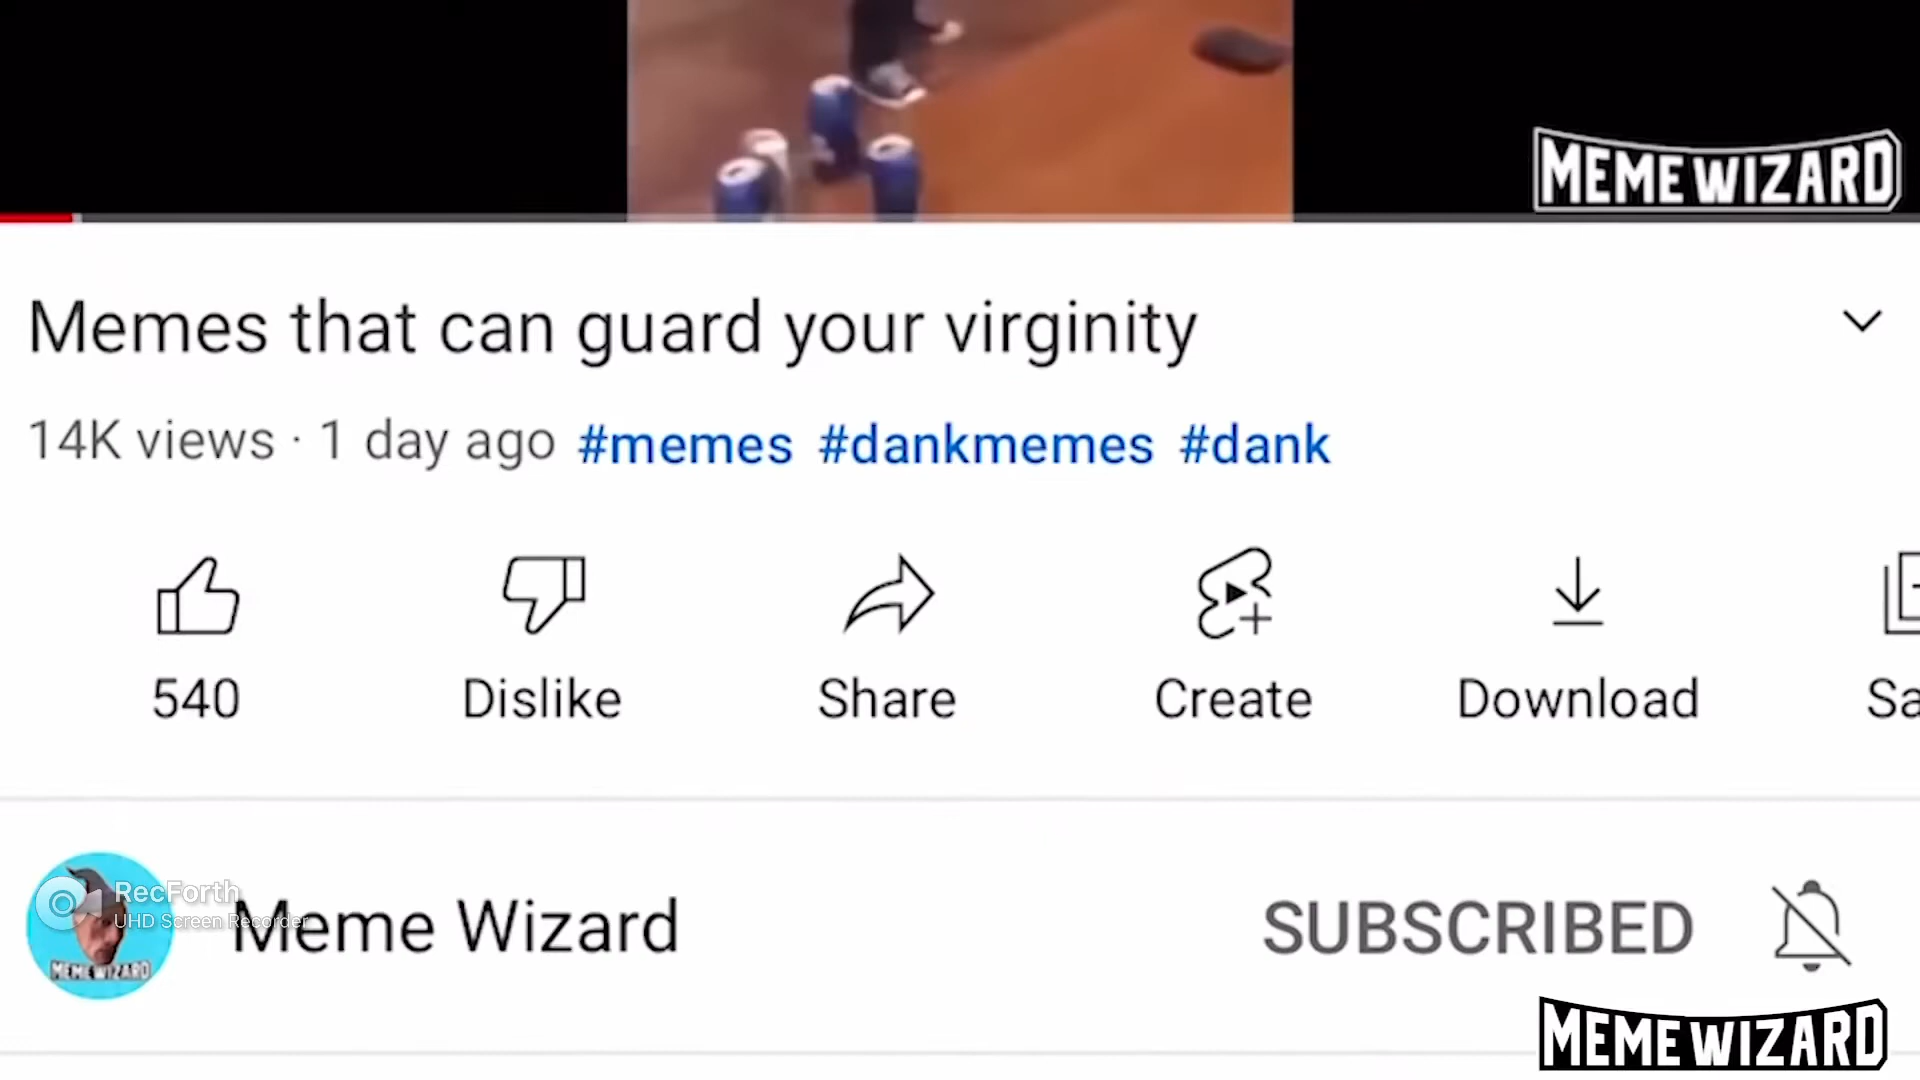 MEMEWIZARD
Memes that can guard your virginity
14K views · 1 day ago #memes #dankmemes #dank
540 Dislike Share Create Download Sa
RecForth
UHD Screen Recorder
Meme Wizard SUBSCRIBED
MEMEWIZARD
MEMEWIZARD